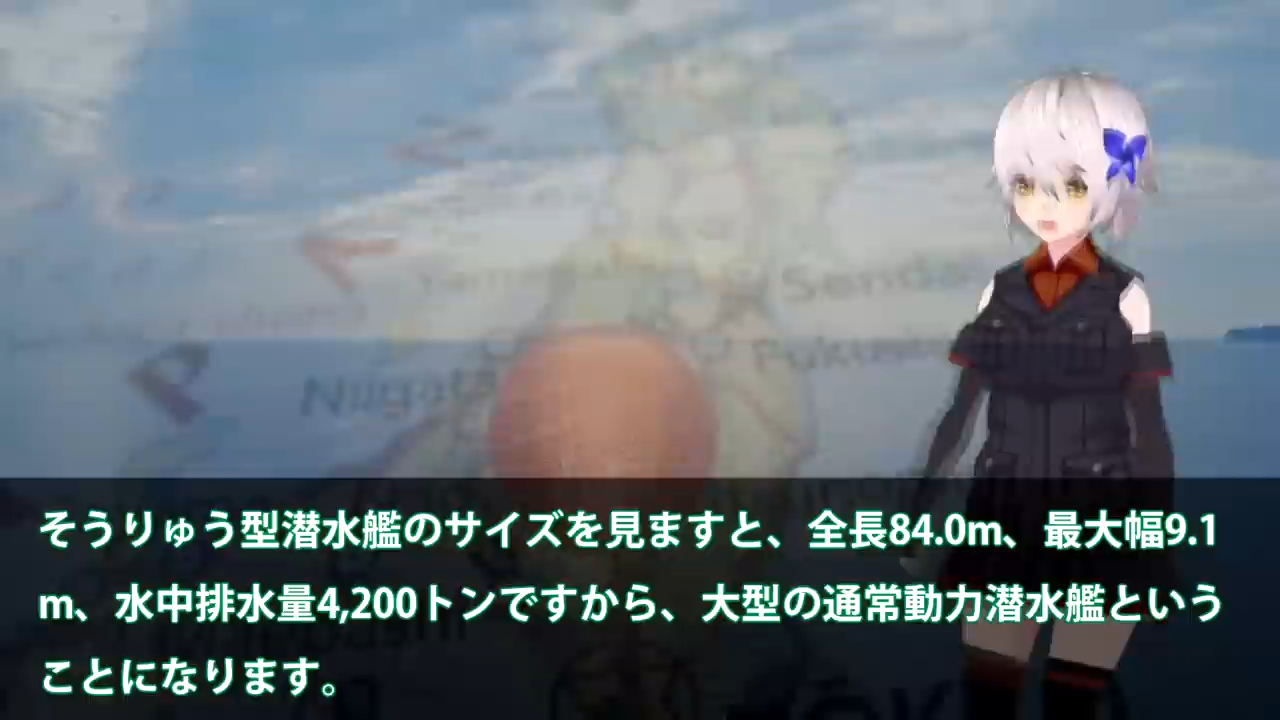 Sendai
Niigata
そうりゅう型潜水艦のサイズを見ますと、全長84.0m、最大幅9.1
m、水中排水量4,200トンですから、大型の通常動力潜水艦という
ことになります。